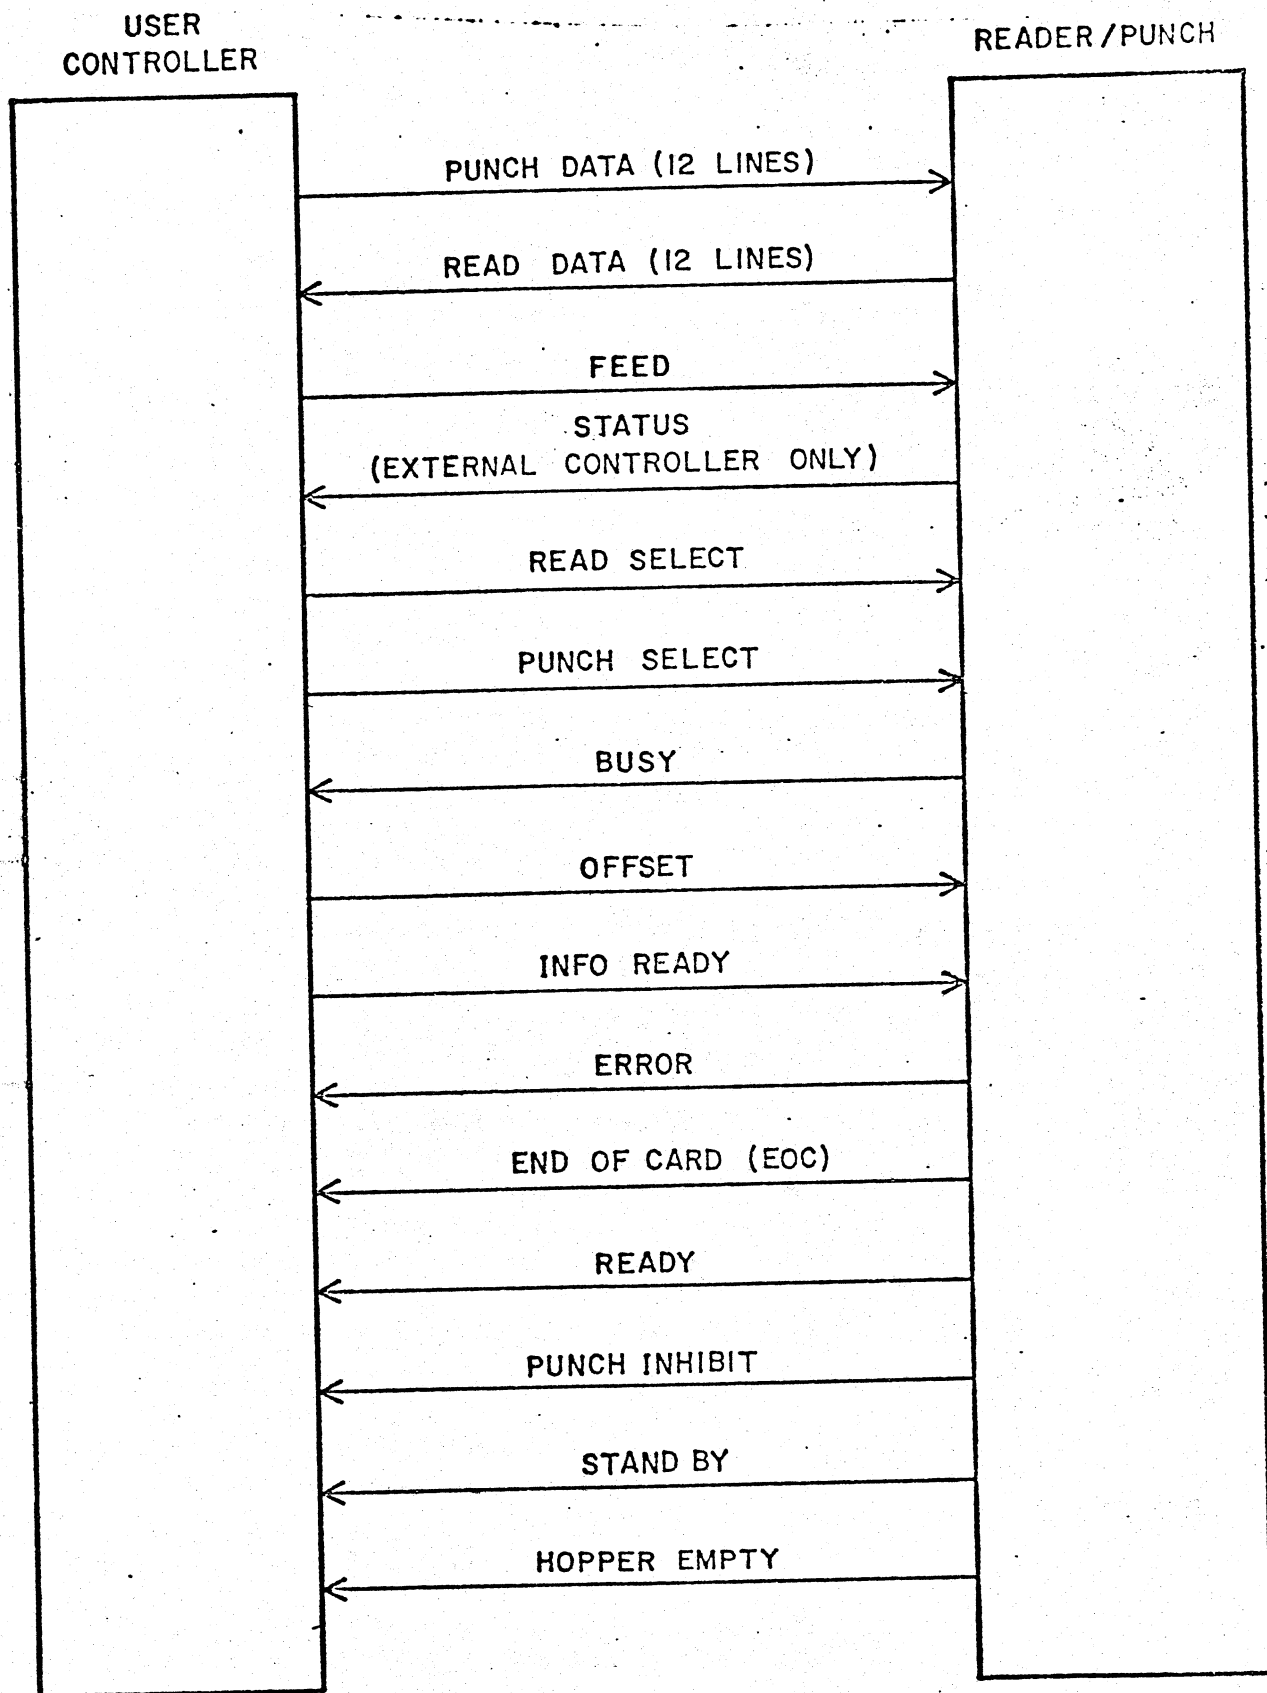 USER
CONTROLLER
READER/PUNCH
PUNCH DATA (12 LINES)
READ DATA (12 LINES)
FEED
STATUS
(EXTERNAL CONTROLLER ONLY)
READ SELECT
PUNCH SELECT
BUSY
OFFSET
INFO READY
ERROR
END OF CARD (EOC)
READY
PUNCH INHIBIT
STAND BY
HOPPER EMPTY